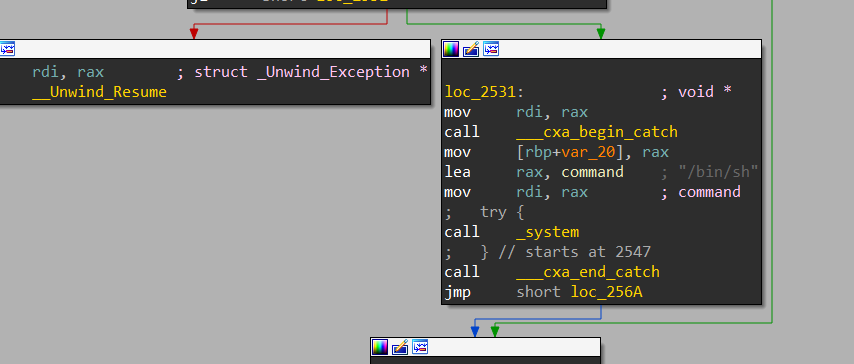 rdi, rax ; struct _Unwind_Exception *
__Unwind_Resume
loc_2531: ; void *
mov rdi, rax
call ___cxa_begin_catch
mov [rbp+var_20], rax
lea rax, command ; "/bin/sh"
mov rdi, rax ; command
; try {
call _system
; } // starts at 2547
call ___cxa_end_catch
jmp short loc_256A